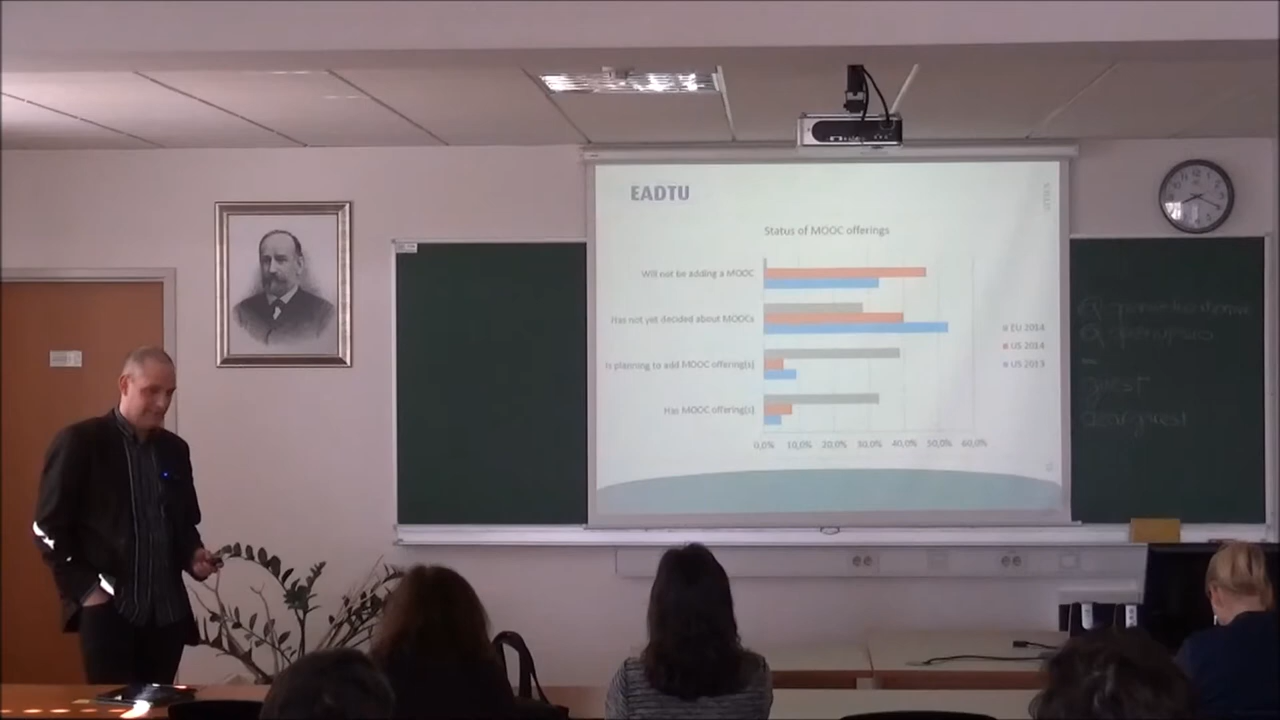 EADTU
Status of MOOC offerings
Will not be adding a MOOC
Has not yet decided about MOOCs
Is planning to add MOOC offering(s)
Has MOOC offering(s)
0,0% 10,0% 20,0% 30,0% 40,0% 50,0% 60,0%
EU 2014
US 2014
US 2013